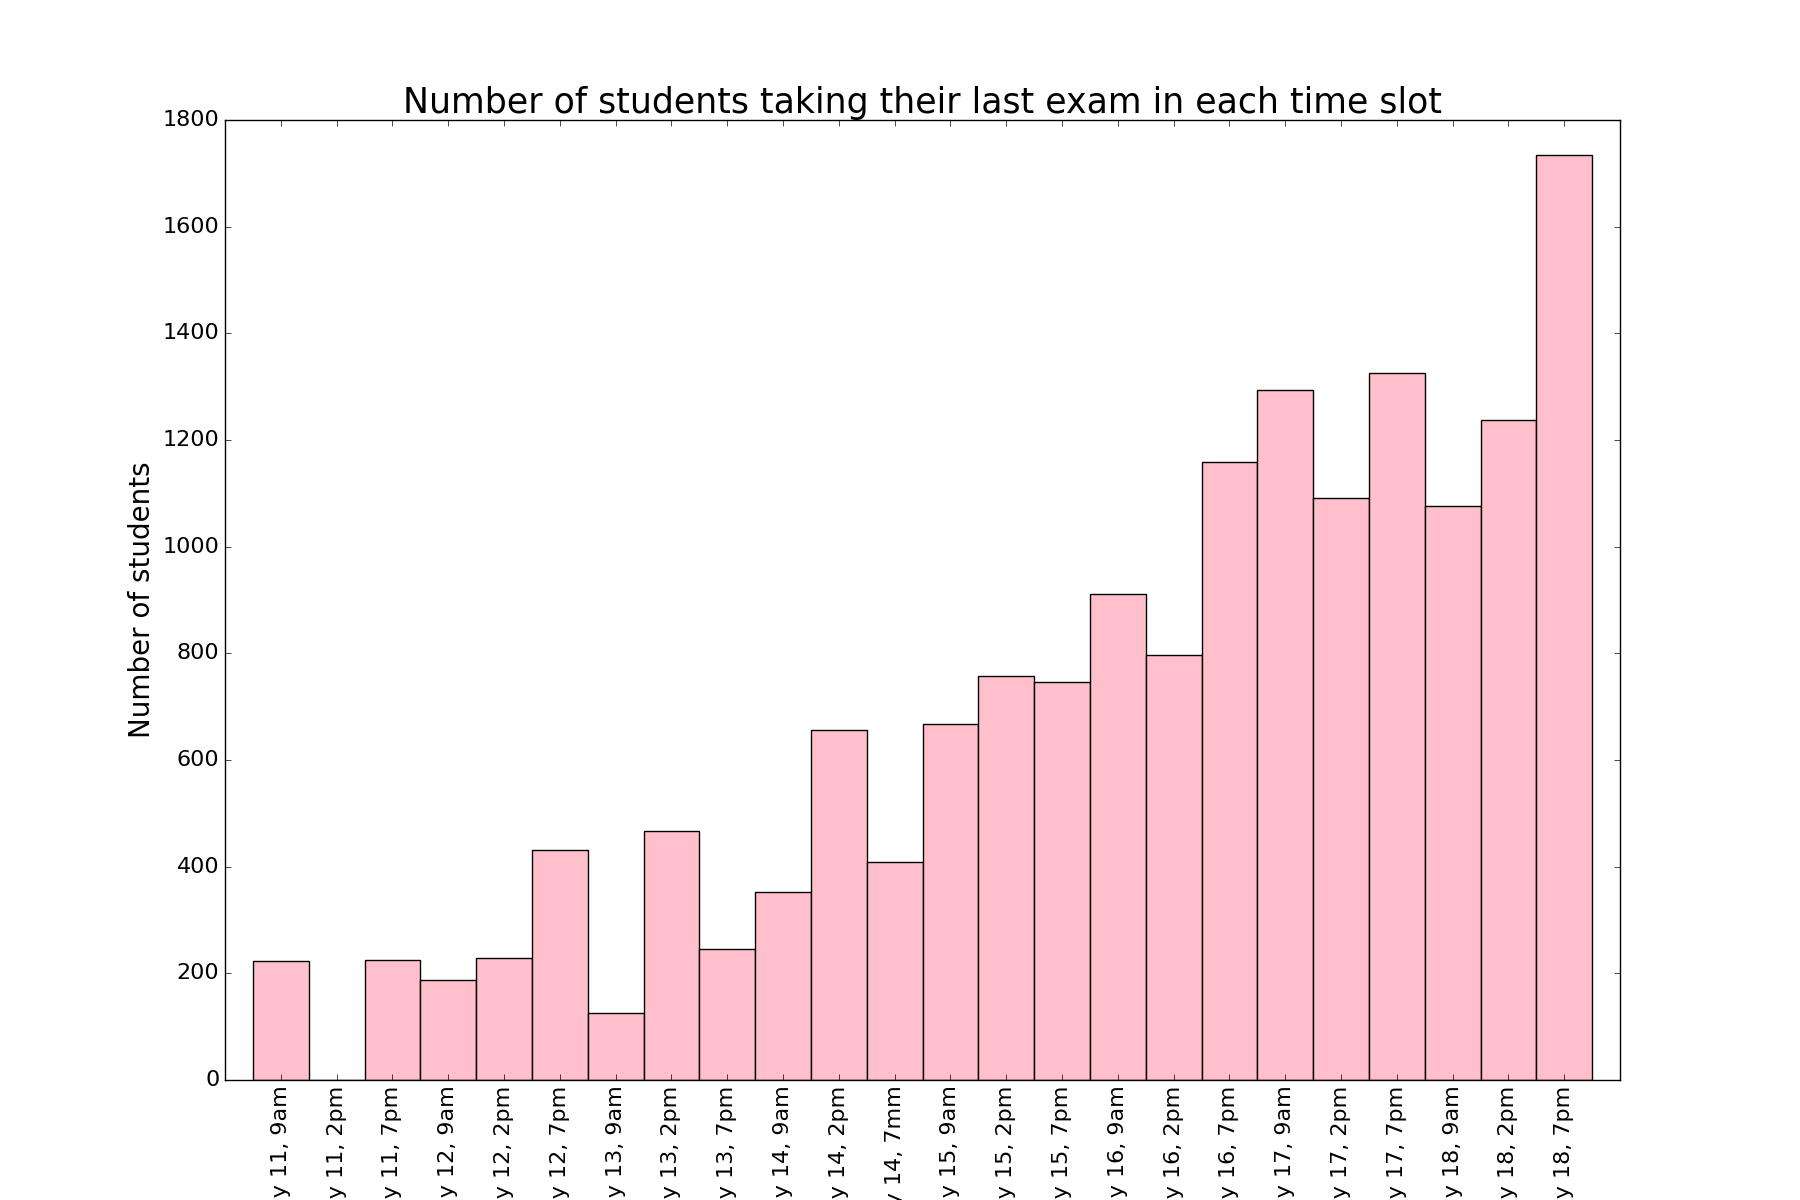 Number of students taking their last exam in each time slot
Number of students
1800
1600
1400
1200
1000
800
600
400
200
0
y 11, 9am
y 11, 2pm
y 11, 7pm
y 12, 9am
y 12, 2pm
y 12, 7pm
y 13, 9am
y 13, 2pm
y 13, 7pm
y 14, 9am
y 14, 2pm
y 14, 7mm
y 15, 9am
y 15, 2pm
y 15, 7pm
y 16, 9am
y 16, 2pm
y 16, 7pm
y 17, 9am
y 17, 2pm
y 17, 7pm
y 18, 9am
y 18, 2pm
y 18, 7pm